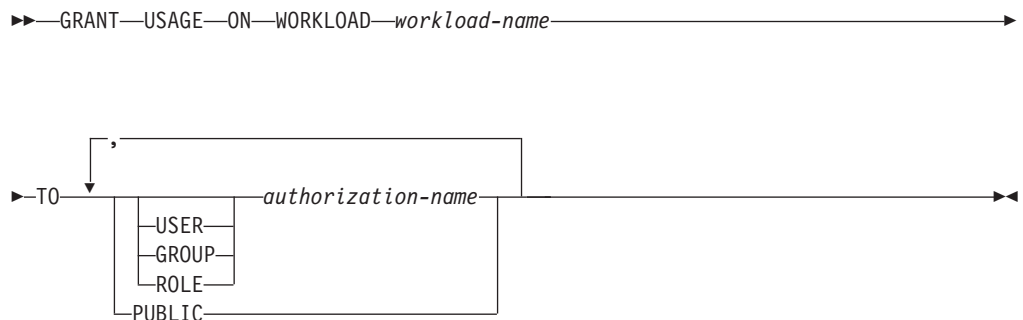 GRANT USAGE ON WORKLOAD workload-name
,
TO authorization-name
USER
GROUP
ROLE
PUBLIC